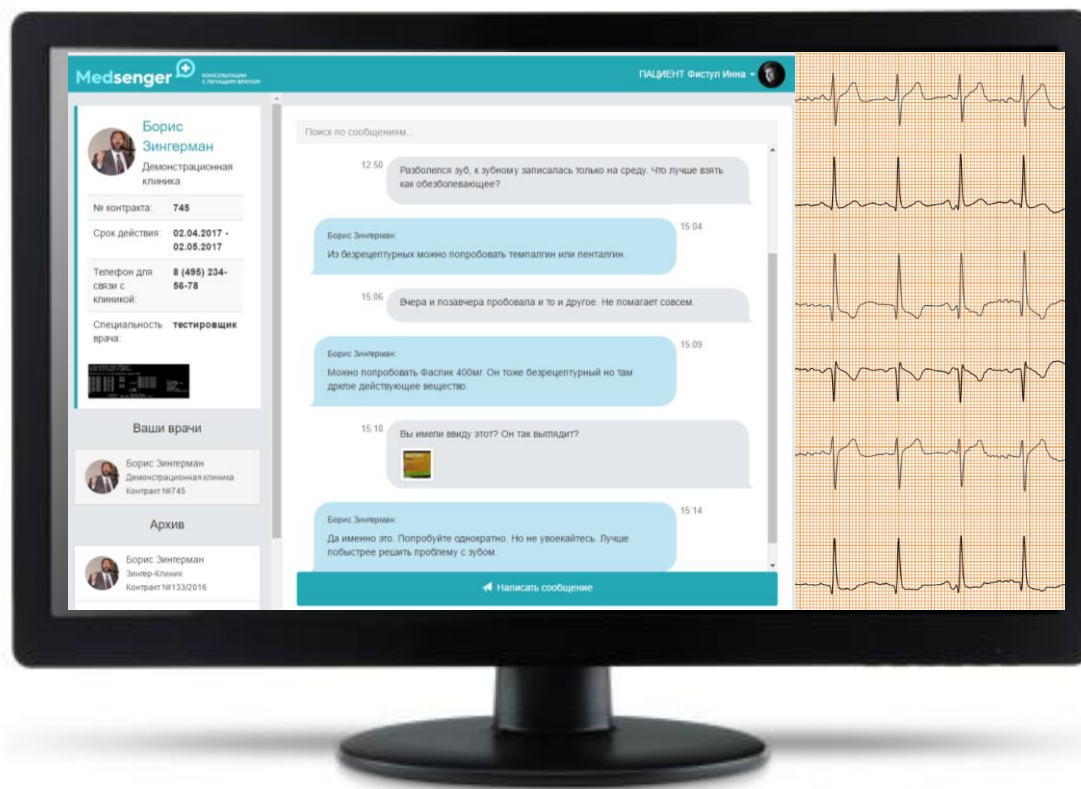 Medsenger
КОНСУЛЬТАЦИИ
С ЛЕЧАЩИМ ВРАЧОМ
ПАЦИЕНТ Фистул Инна
Борис
Зингерман
Демонстрационная
клиника
№ контракта: 745
Срок действия: 02.04.2017 -
02.05.2017
Телефон для
связи с
клиникой:
8 (495) 234-
56-78
Специальность
врача:
тестировщик
Ваши врачи
Борис Зингерман
Демонстрационная клиника
Контракт №745
Архив
Борис Зингерман
Зингер-Клиник
Контракт №133/2016
Поиск по сообщениям...
12:50
Разболелся зуб, к зубному записалась только на среду. Что лучше взять
как обезболевающее?
15:04
Борис Зингерман:
Из безрецептурных можно попробовать темпалгин или пенталгин.
15:06
Вчера и позавчера пробовала и то и другое. Не помагает совсем.
15:09
Борис Зингерман:
Можно попробовать Фаспик 400мг. Он тоже безрецептурный но там
дркгое действующее вещество.
15:10
Вы имели ввиду этот? Он так выглядит?
15:14
Борис Зингерман:
Да именно это. Попробуйте однократно. Но не увоекайтесь. Лучше
побыстрее решить проблему с зубом.
Написать сообщение